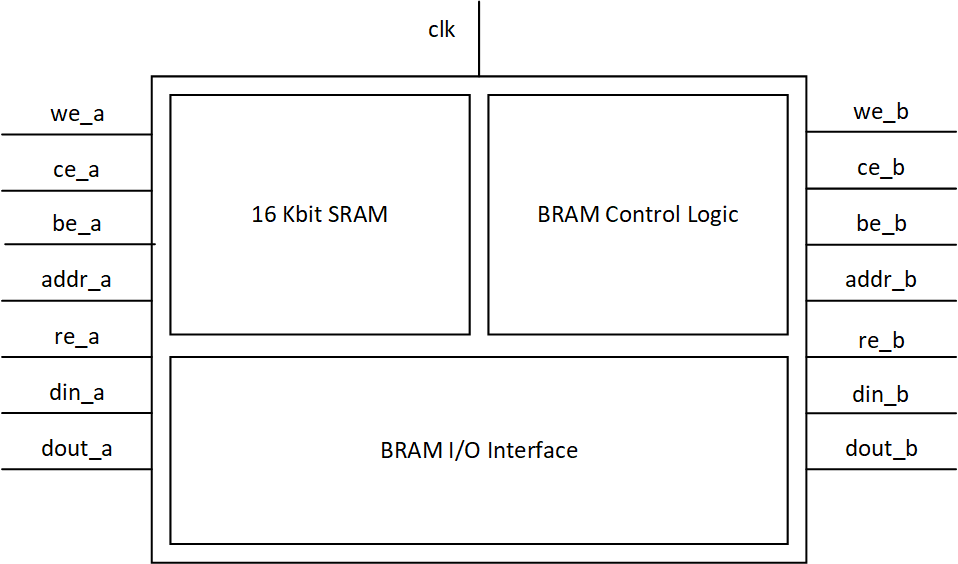 clk
we_a
we_b
ce_a
ce_b
16 Kbit SRAM
BRAM Control Logic
be_a
be_b
addr_a
addr_b
re_a
re_b
din_a
din_b
dout_a
BRAM I/O Interface
dout_b